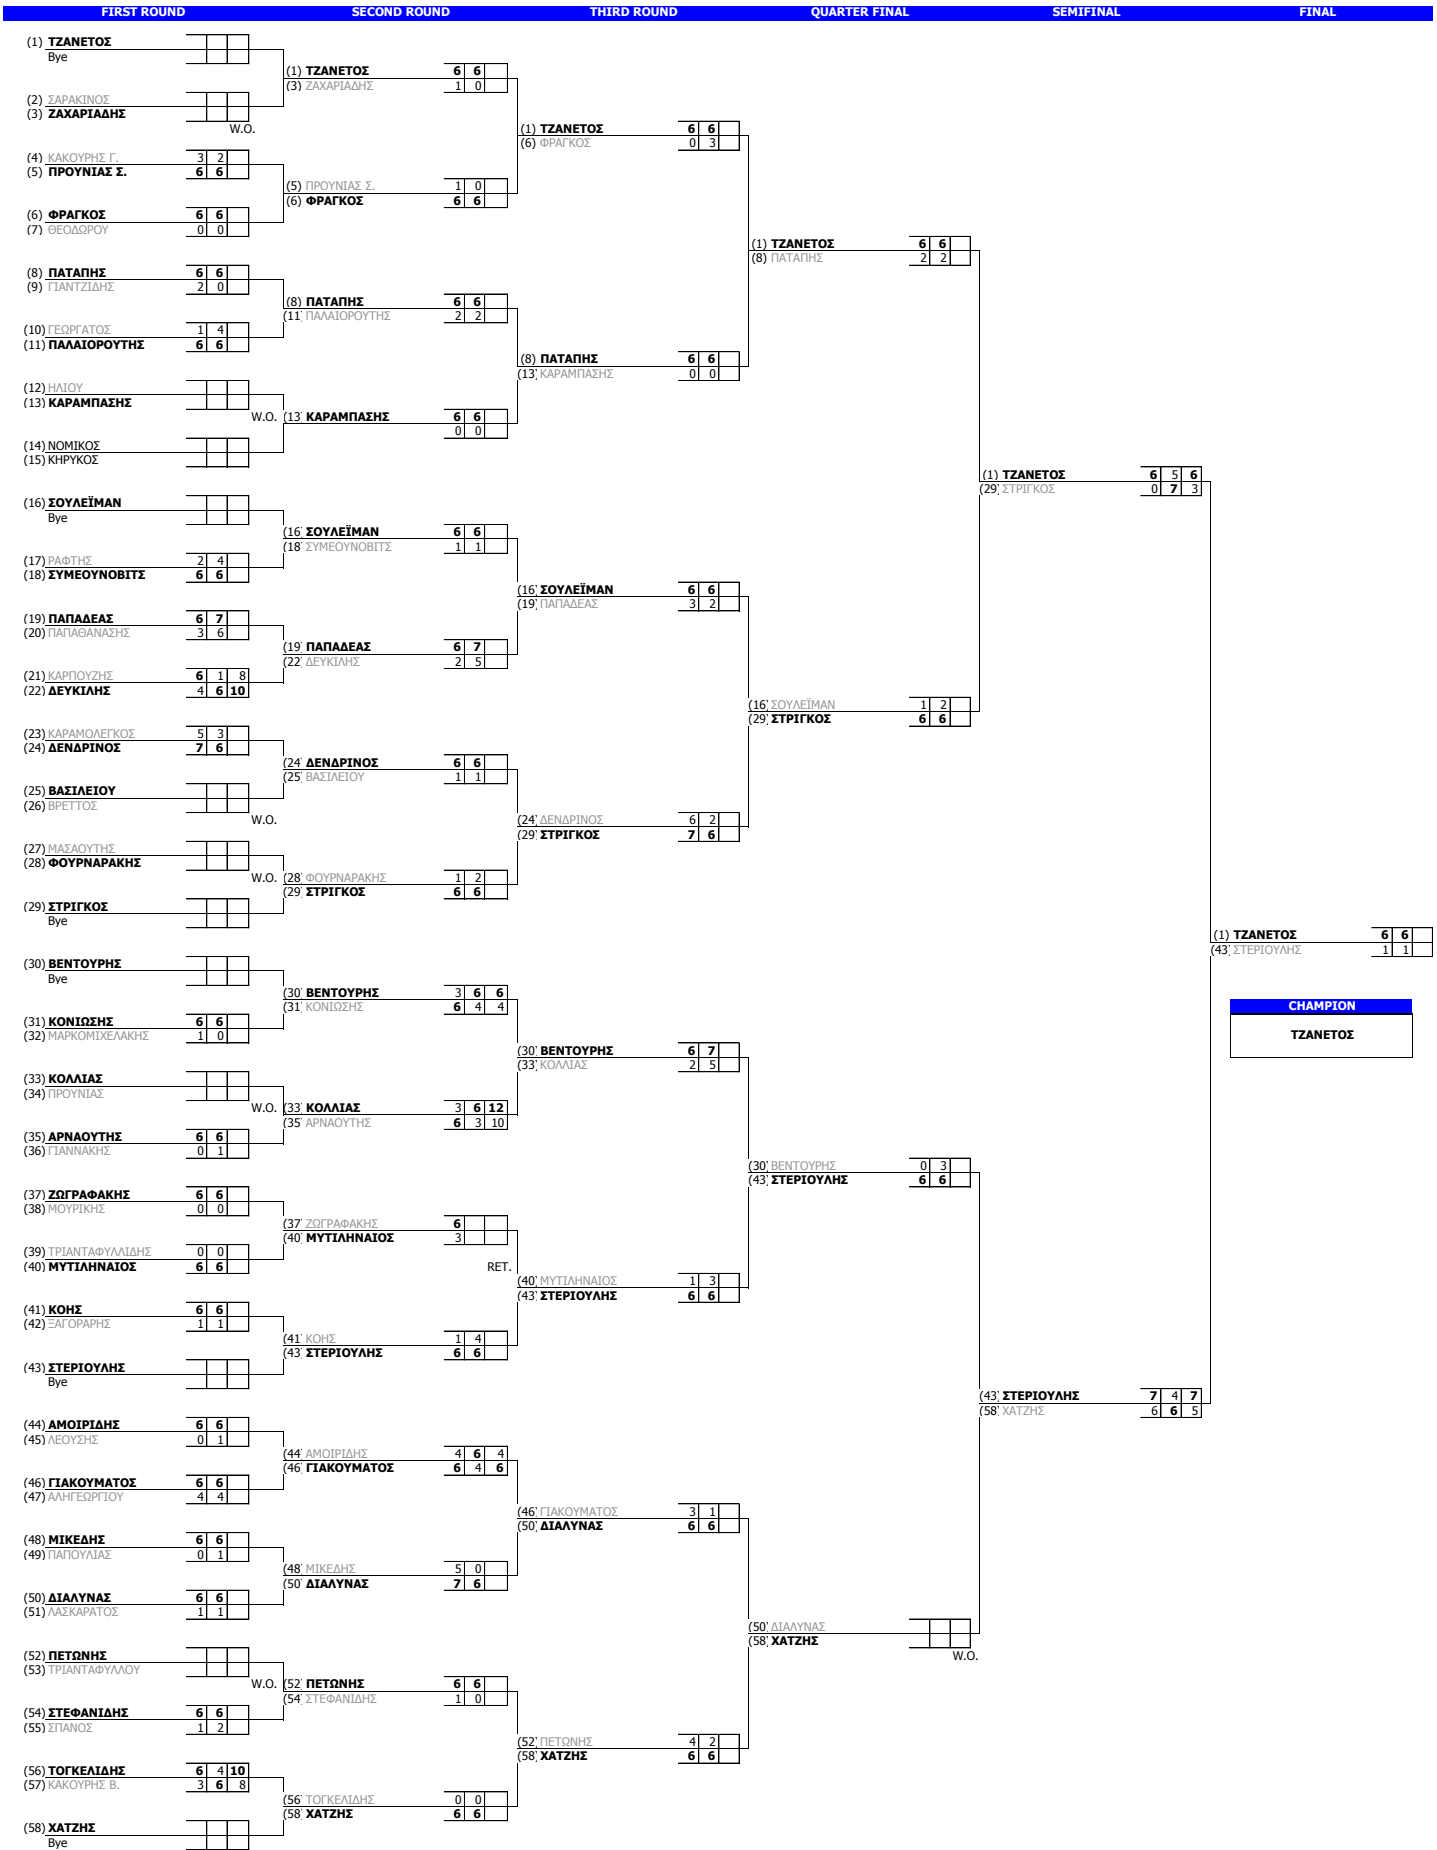 FIRST ROUND SECOND ROUND THIRD ROUND QUARTER FINAL SEMIFINAL FINAL
(1) ΤΖΑΝΕΤΟΣ
Bye
(2) ΣΑΡΑΚΙΝΟΣ
(3) ΖΑΧΑΡΙΑΔΗΣ
W.O.
(4) ΚΑΚΟΥΡΗΣ Γ. 3 2
(5) ΠΡΟΥΝΙΑΣ Σ. 6 6
(6) ΦΡΑΓΚΟΣ 6 6
(7) ΘΕΟΔΩΡΟΥ 0 0
(8) ΠΑΤΑΠΗΣ 6 6
(9) ΓΙΑΝΤΖΙΔΗΣ 2 0
(10) ΓΕΩΡΓΑΤΟΣ 1 4
(11) ΠΑΛΑΙΟΡΟΥΤΗΣ 6 6
(12) ΗΛΙΟΥ
(13) ΚΑΡΑΜΠΑΣΗΣ
W.O.
(14) ΝΟΜΙΚΟΣ
(15) ΚΗΡΥΚΟΣ
(16) ΣΟΥΛΕΪΜΑΝ
Bye
(17) ΡΑΦΤΗΣ 2 4
(18) ΣΥΜΕΟΥΝΟΒΙΤΣ 6 6
(19) ΠΑΠΑΔΕΑΣ 6 7
(20) ΠΑΠΑΘΑΝΑΣΗΣ 3 6
(21) ΚΑΡΠΟΥΖΗΣ 6 1 8
(22) ΔΕΥΚΙΛΗΣ 4 6 10
(23) ΚΑΡΑΜΟΛΕΓΚΟΣ 5 3
(24) ΔΕΝΔΡΙΝΟΣ 7 6
(25) ΒΑΣΙΛΕΙΟΥ
(26) ΒΡΕΤΤΟΣ
W.O.
(27) ΜΑΣΑΟΥΤΗΣ
(28) ΦΟΥΡΝΑΡΑΚΗΣ
W.O.
(29) ΣΤΡΙΓΚΟΣ
Bye
(30) ΒΕΝΤΟΥΡΗΣ
Bye
(31) ΚΟΝΙΩΣΗΣ 6 6
(32) ΜΑΡΚΟΜΙΧΕΛΑΚΗΣ 1 0
(33) ΚΟΛΛΙΑΣ
(34) ΠΡΟΥΝΙΑΣ
W.O.
(35) ΑΡΝΑΟΥΤΗΣ 6 6
(36) ΓΙΑΝΝΑΚΗΣ 0 1
(37) ΖΩΓΡΑΦΑΚΗΣ 6 6
(38) ΜΟΥΡΙΚΗΣ 0 0
(39) ΤΡΙΑΝΤΑΦΥΛΛΙΔΗΣ 0 0
(40) ΜΥΤΙΛΗΝΑΙΟΣ 6 6
(41) ΚΟΗΣ 6 6
(42) ΞΑΓΟΡΑΡΗΣ 1 1
(43) ΣΤΕΡΙΟΥΛΗΣ
Bye
(44) ΑΜΟΙΡΙΔΗΣ 6 6
(45) ΛΕΟΥΣΗΣ 0 1
(46) ΓΙΑΚΟΥΜΑΤΟΣ 6 6
(47) ΑΛΗΓΕΩΡΓΙΟΥ 4 4
(48) ΜΙΚΕΔΗΣ 6 6
(49) ΠΑΠΟΥΛΙΑΣ 0 1
(50) ΔΙΑΛΥΝΑΣ 6 6
(51) ΛΑΣΚΑΡΑΤΟΣ 1 1
(52) ΠΕΤΩΝΗΣ
(53) ΤΡΙΑΝΤΑΦΥΛΛΟΥ
W.O.
(54) ΣΤΕΦΑΝΙΔΗΣ 6 6
(55) ΣΠΑΝΟΣ 1 2
(56) ΤΟΓΚΕΛΙΔΗΣ 6 4 10
(57) ΚΑΚΟΥΡΗΣ Β. 3 6 8
(58) ΧΑΤΖΗΣ
Bye
(1) ΤΖΑΝΕΤΟΣ 6 6
(3) ΖΑΧΑΡΙΑΔΗΣ 1 0
(5) ΠΡΟΥΝΙΑΣ Σ. 1 0
(6) ΦΡΑΓΚΟΣ 6 6
(8) ΠΑΤΑΠΗΣ 6 6
(11) ΠΑΛΑΙΟΡΟΥΤΗΣ 2 2
(13) ΚΑΡΑΜΠΑΣΗΣ 6 6
0 0
(16) ΣΟΥΛΕΪΜΑΝ 6 6
(18) ΣΥΜΕΟΥΝΟΒΙΤΣ 1 1
(19) ΠΑΠΑΔΕΑΣ 6 7
(22) ΔΕΥΚΙΛΗΣ 2 5
(24) ΔΕΝΔΡΙΝΟΣ 6 6
(25) ΒΑΣΙΛΕΙΟΥ 1 1
(28) ΦΟΥΡΝΑΡΑΚΗΣ 1 2
(29) ΣΤΡΙΓΚΟΣ 6 6
(30) ΒΕΝΤΟΥΡΗΣ 3 6 6
(31) ΚΟΝΙΩΣΗΣ 6 4 4
(33) ΚΟΛΛΙΑΣ 3 6 12
(35) ΑΡΝΑΟΥΤΗΣ 6 3 10
(37) ΖΩΓΡΑΦΑΚΗΣ 6
(40) ΜΥΤΙΛΗΝΑΙΟΣ 3
RET.
(41) ΚΟΗΣ 1 4
(43) ΣΤΕΡΙΟΥΛΗΣ 6 6
(44) ΑΜΟΙΡΙΔΗΣ 4 6 4
(46) ΓΙΑΚΟΥΜΑΤΟΣ 6 4 6
(48) ΜΙΚΕΔΗΣ 5 0
(50) ΔΙΑΛΥΝΑΣ 7 6
(52) ΠΕΤΩΝΗΣ 6 6
(54) ΣΤΕΦΑΝΙΔΗΣ 1 0
(56) ΤΟΓΚΕΛΙΔΗΣ 0 0
(58) ΧΑΤΖΗΣ 6 6
(1) ΤΖΑΝΕΤΟΣ 6 6
(6) ΦΡΑΓΚΟΣ 0 3
(8) ΠΑΤΑΠΗΣ 6 6
(13) ΚΑΡΑΜΠΑΣΗΣ 0 0
(16) ΣΟΥΛΕΪΜΑΝ 6 6
(19) ΠΑΠΑΔΕΑΣ 3 2
(24) ΔΕΝΔΡΙΝΟΣ 6 2
(29) ΣΤΡΙΓΚΟΣ 7 6
(30) ΒΕΝΤΟΥΡΗΣ 6 7
(33) ΚΟΛΛΙΑΣ 2 5
(40) ΜΥΤΙΛΗΝΑΙΟΣ 1 3
(43) ΣΤΕΡΙΟΥΛΗΣ 6 6
(46) ΓΙΑΚΟΥΜΑΤΟΣ 3 1
(50) ΔΙΑΛΥΝΑΣ 6 6
(52) ΠΕΤΩΝΗΣ 4 2
(58) ΧΑΤΖΗΣ 6 6
(1) ΤΖΑΝΕΤΟΣ 6 6
(8) ΠΑΤΑΠΗΣ 2 2
(16) ΣΟΥΛΕΪΜΑΝ 1 2
(29) ΣΤΡΙΓΚΟΣ 6 6
(30) ΒΕΝΤΟΥΡΗΣ 0 3
(43) ΣΤΕΡΙΟΥΛΗΣ 6 6
(50) ΔΙΑΛΥΝΑΣ
(58) ΧΑΤΖΗΣ
W.O.
(1) ΤΖΑΝΕΤΟΣ 6 5 6
(29) ΣΤΡΙΓΚΟΣ 0 7 3
(43) ΣΤΕΡΙΟΥΛΗΣ 7 4 7
(58) ΧΑΤΖΗΣ 6 6 5
(1) ΤΖΑΝΕΤΟΣ 6 6
(43) ΣΤΕΡΙΟΥΛΗΣ 1 1
CHAMPION
ΤΖΑΝΕΤΟΣ